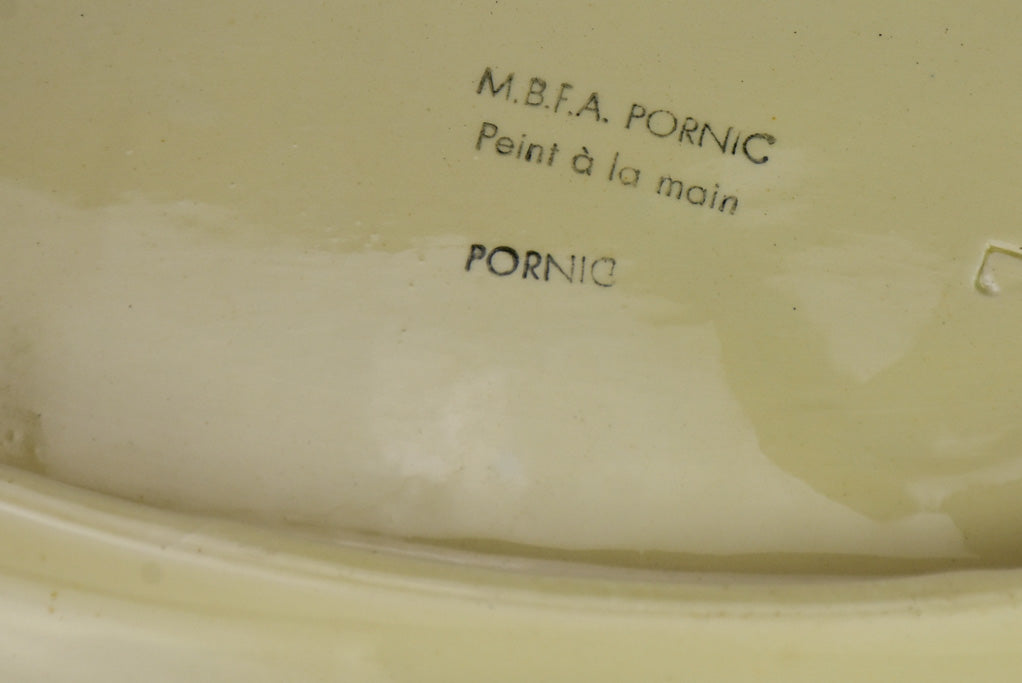 M.B.F.A. PORNIC
Peint à la main
PORNIC